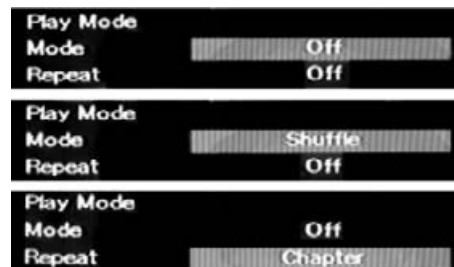 Play Mode
Mode Off
Repeat Off
Play Mode
Mode Shuffle
Repeat Off
Play Mode
Mode Off
Repeat Chapter